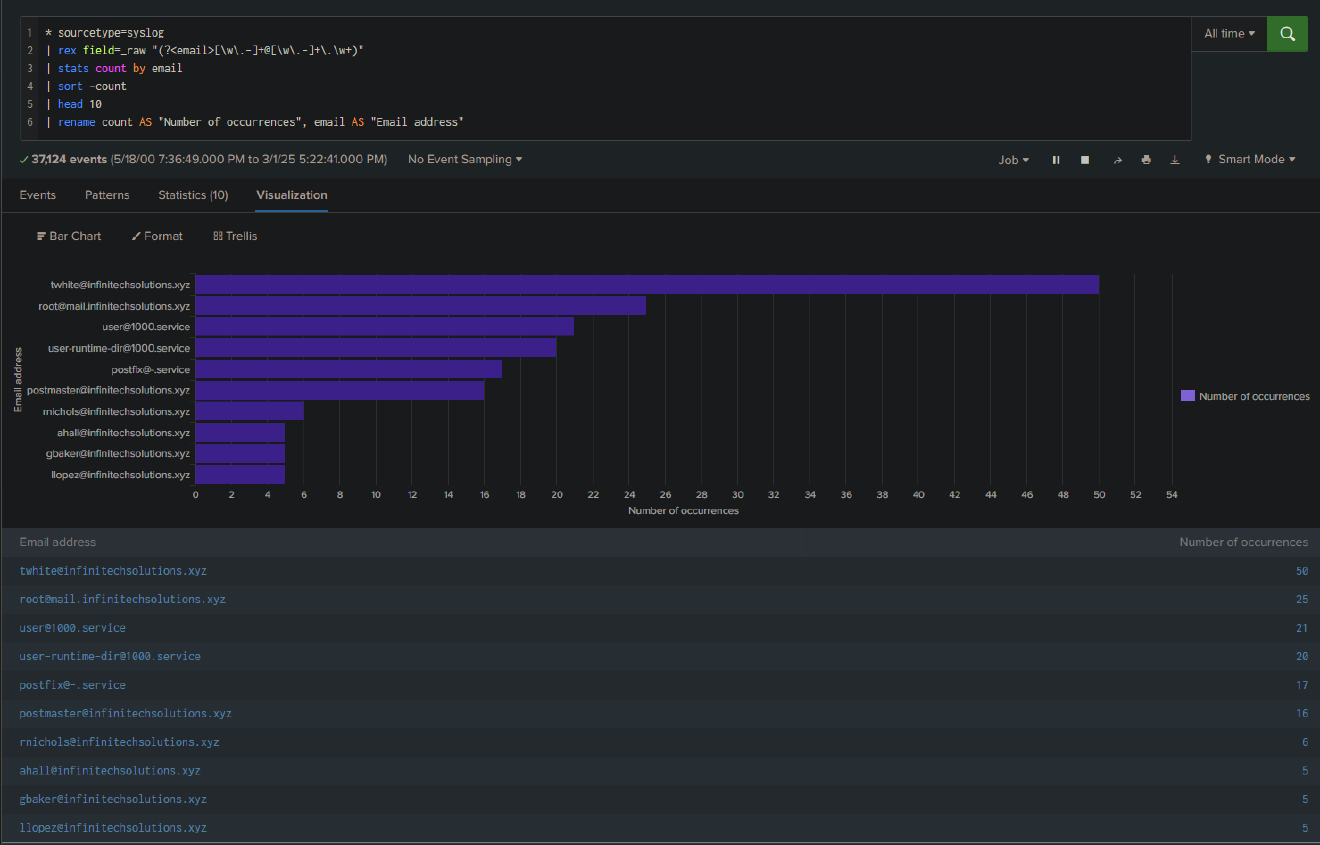 1 * sourcetype=syslog
2 | rex field=_raw "(?<email>[\w\.-]+@[\w\.-]+\.\w+)"
3 | stats count by email
4 | sort -count
5 | head 10
6 | rename count AS "Number of occurrences", email AS "Email address"
All time
37,124 events (5/18/00 7:36:49.000 PM to 3/1/25 5:22:41.000 PM) No Event Sampling Job Smart Mode
Events Patterns Statistics (10) Visualization
Bar Chart Format Trellis
twhite@infinitechsolutions.xyz
root@mail.infinitechsolutions.xyz
user@1000.service
user-runtime-dir@1000.service
postfix@-.service
postmaster@infinitechsolutions.xyz
rnichols@infinitechsolutions.xyz
ahall@infinitechsolutions.xyz
gbaker@infinitechsolutions.xyz
llopez@infinitechsolutions.xyz
Email address
0 2 4 6 8 10 12 14 16 18 20 22 24 26 28 30 32 34 36 38 40 42 44 46 48 50 52 54
Number of occurrences
Number of occurrences
Email address Number of occurrences
twhite@infinitechsolutions.xyz 50
root@mail.infinitechsolutions.xyz 25
user@1000.service 21
user-runtime-dir@1000.service 20
postfix@-.service 17
postmaster@infinitechsolutions.xyz 16
rnichols@infinitechsolutions.xyz 6
ahall@infinitechsolutions.xyz 5
gbaker@infinitechsolutions.xyz 5
llopez@infinitechsolutions.xyz 5